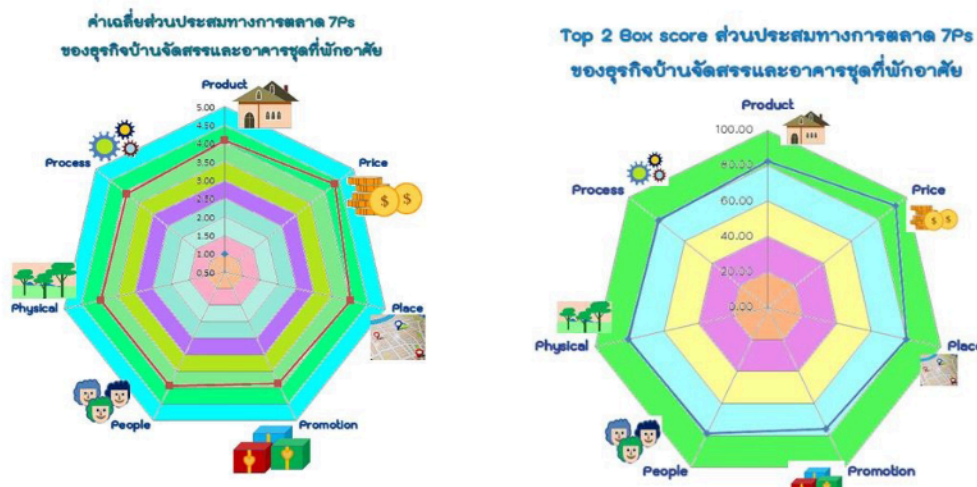 ค่าเฉลี่ยส่วนประสมทางการตลาด 7Ps
ของธุรกิจบ้านจัดสรรและอาคารชุดที่พักอาศัย
Product
5.00
4.50
4.00
3.50
3.00
2.50
2.00
1.50
1.00
0.50
Process
Price
Physical
Place
People
Promotion
Top 2 Box score ส่วนประสมทางการตลาด 7Ps
ของธุรกิจบ้านจัดสรรและอาคารชุดที่พักอาศัย
Product
100.00
80.00
60.00
40.00
20.00
0.00
Process
Price
Physical
Place
People
Promotion